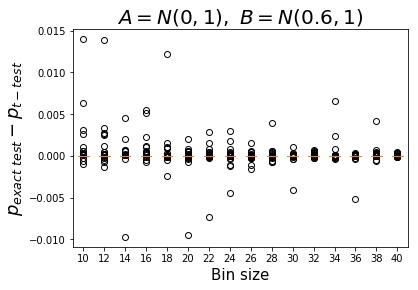 A = N(0, 1), B = N(0.6, 1)
p_exact test − p_t−test
0.015
0.010
0.005
0.000
−0.005
−0.010
10 12 14 16 18 20 22 24 26 28 30 32 34 36 38 40
Bin size